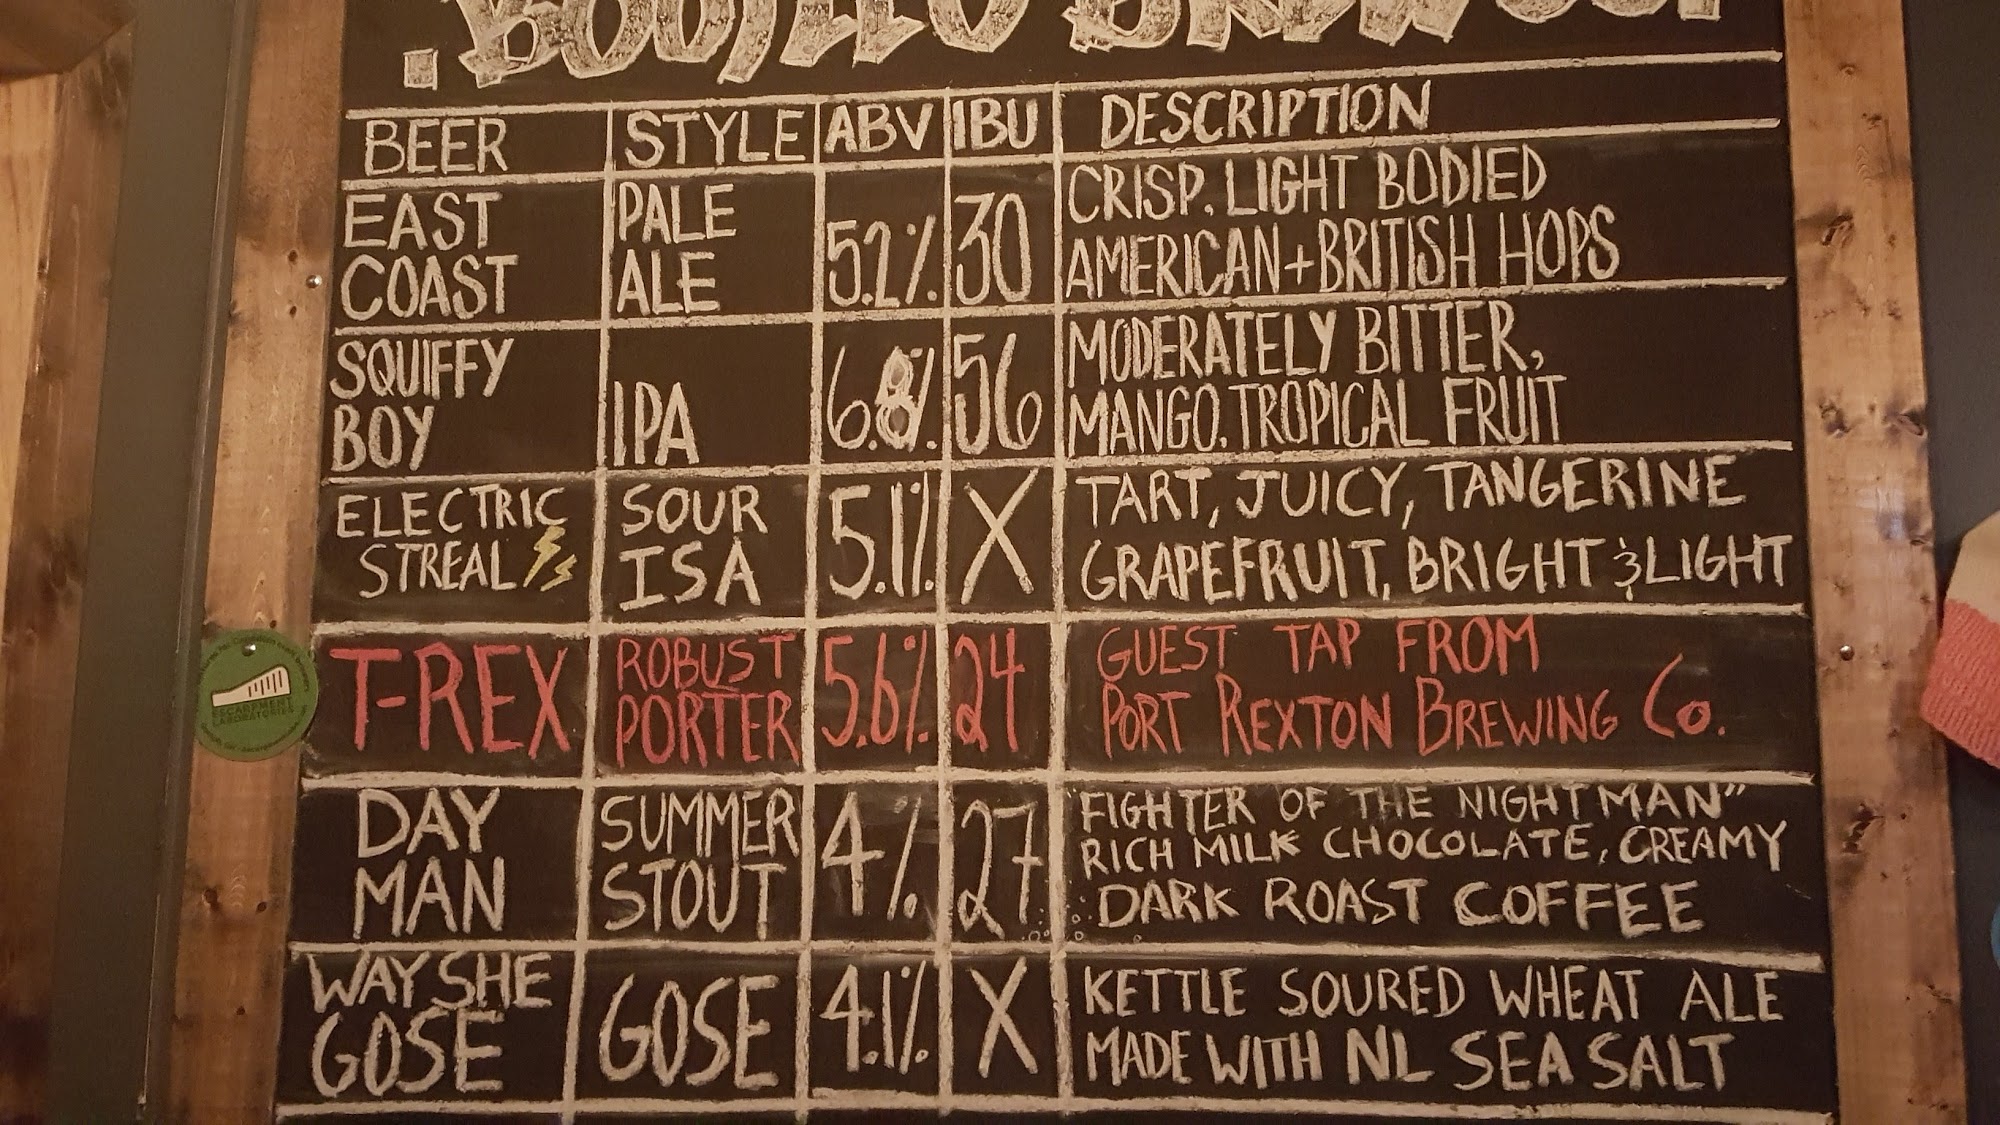 BEER STYLE ABV IBU DESCRIPTION
EAST COAST PALE ALE 5.2% 30 CRISP, LIGHT BODIED
AMERICAN + BRITISH HOPS
SQUIFFY BOY IPA 6.8% 56 MODERATELY BITTER,
MANGO, TROPICAL FRUIT
ELECTRIC STREAL SOUR ISA 5.1% X TART, JUICY, TANGERINE
GRAPEFRUIT, BRIGHT & LIGHT
T-REX ROBUST PORTER 5.6% 24 GUEST TAP FROM
PORT REXTON BREWING Co.
DAY MAN SUMMER STOUT 4% 27 "FIGHTER OF THE NIGHTMAN"
RICH MILK CHOCOLATE, CREAMY
DARK ROAST COFFEE
WAY SHE GOSE GOSE 4.1% X KETTLE SOURED WHEAT ALE
MADE WITH NL SEA SALT
ESCARPMENT
LABORATORIES